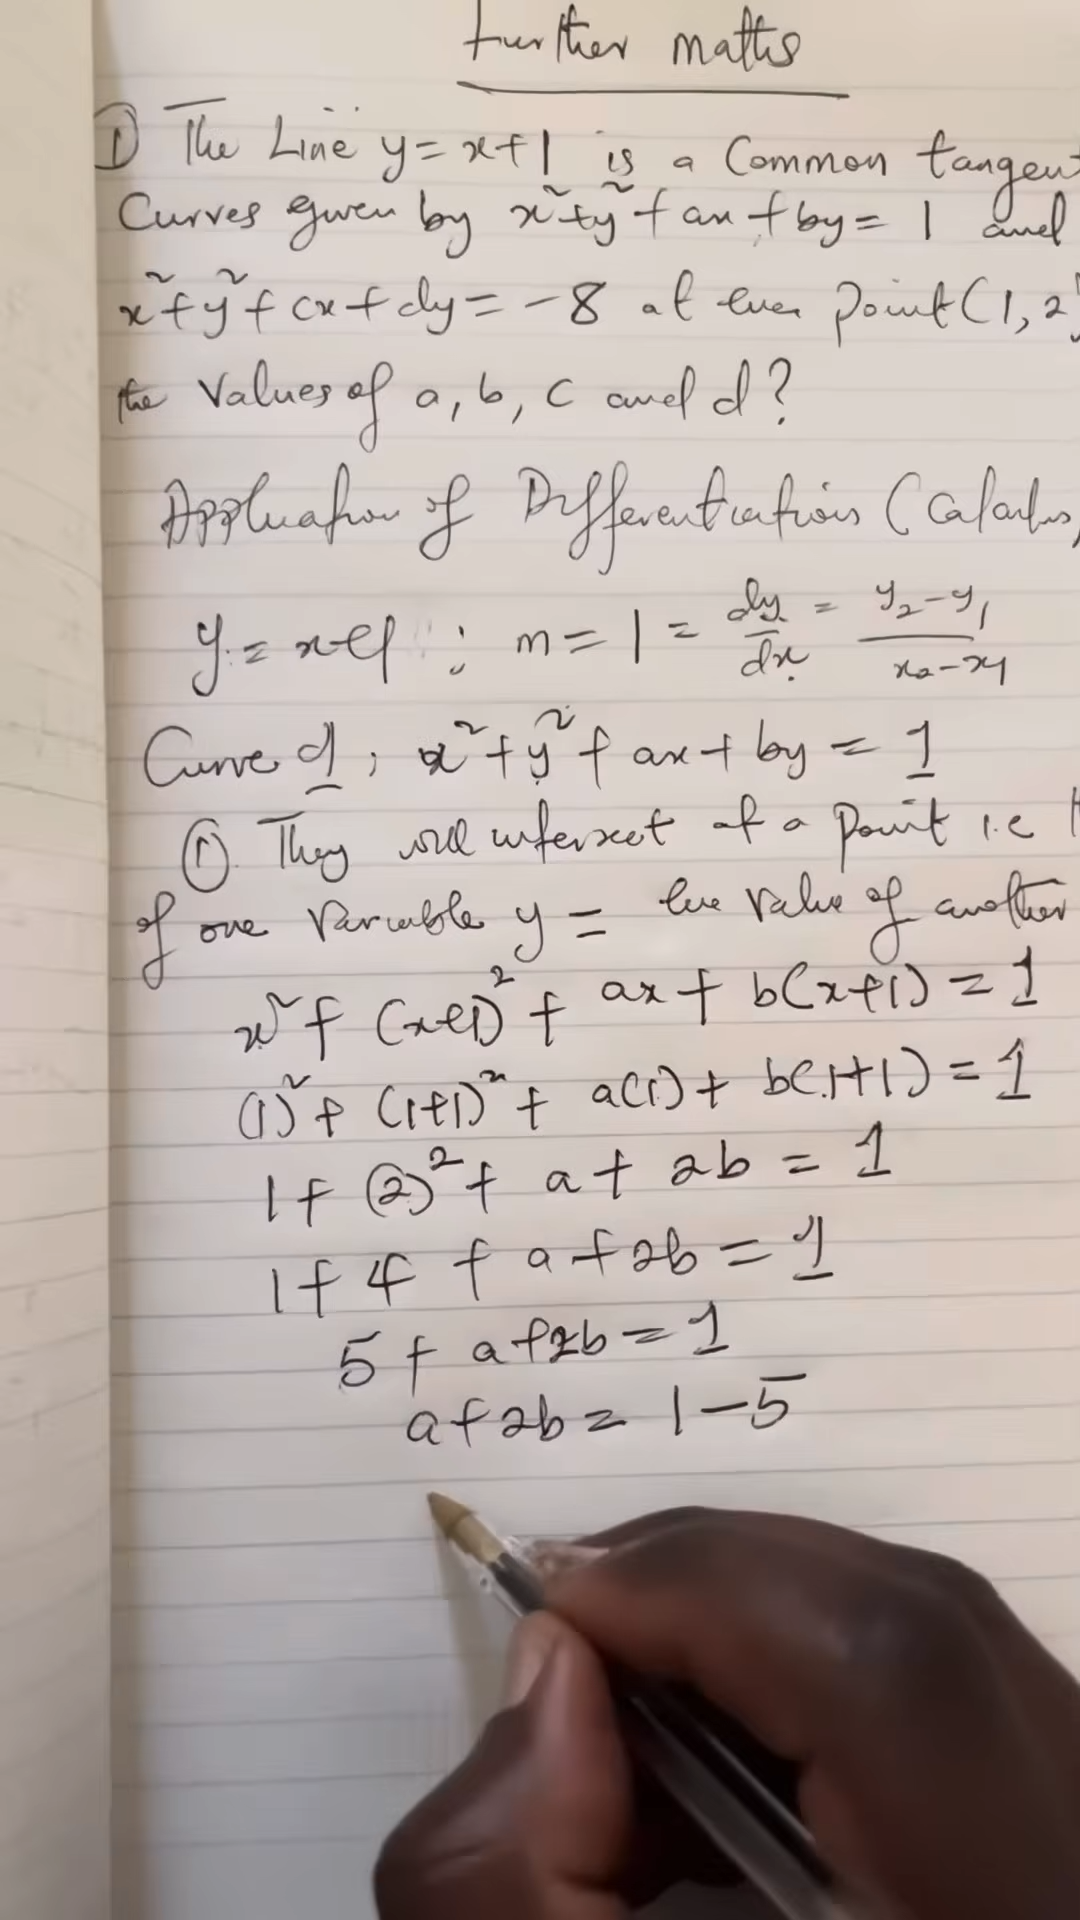 Further maths
① The Line y = x+1 is a Common tangent
Curves given by x²+y²+ax+by = 1 and
x²+y²+cx+dy = -8 at the point (1, 2)
the Values of a, b, c and d?
Application of Differentiation (Calculus)
y = x+1 ; m = 1 = dy/dx = y₂-y₁/x₂-x₁
Curve 1 ; x²+y²+ax+by = 1
① They will intersect at a point i.e
of one Variable y = the value of another
x² + (x+1)² + ax + b(x+1) = 1
(1)² + (1+1)² + a(1) + b(1+1) = 1
1 + (2)² + a + 2b = 1
1 + 4 + a + 2b = 1
5 + a + 2b = 1
a + 2b = 1 - 5